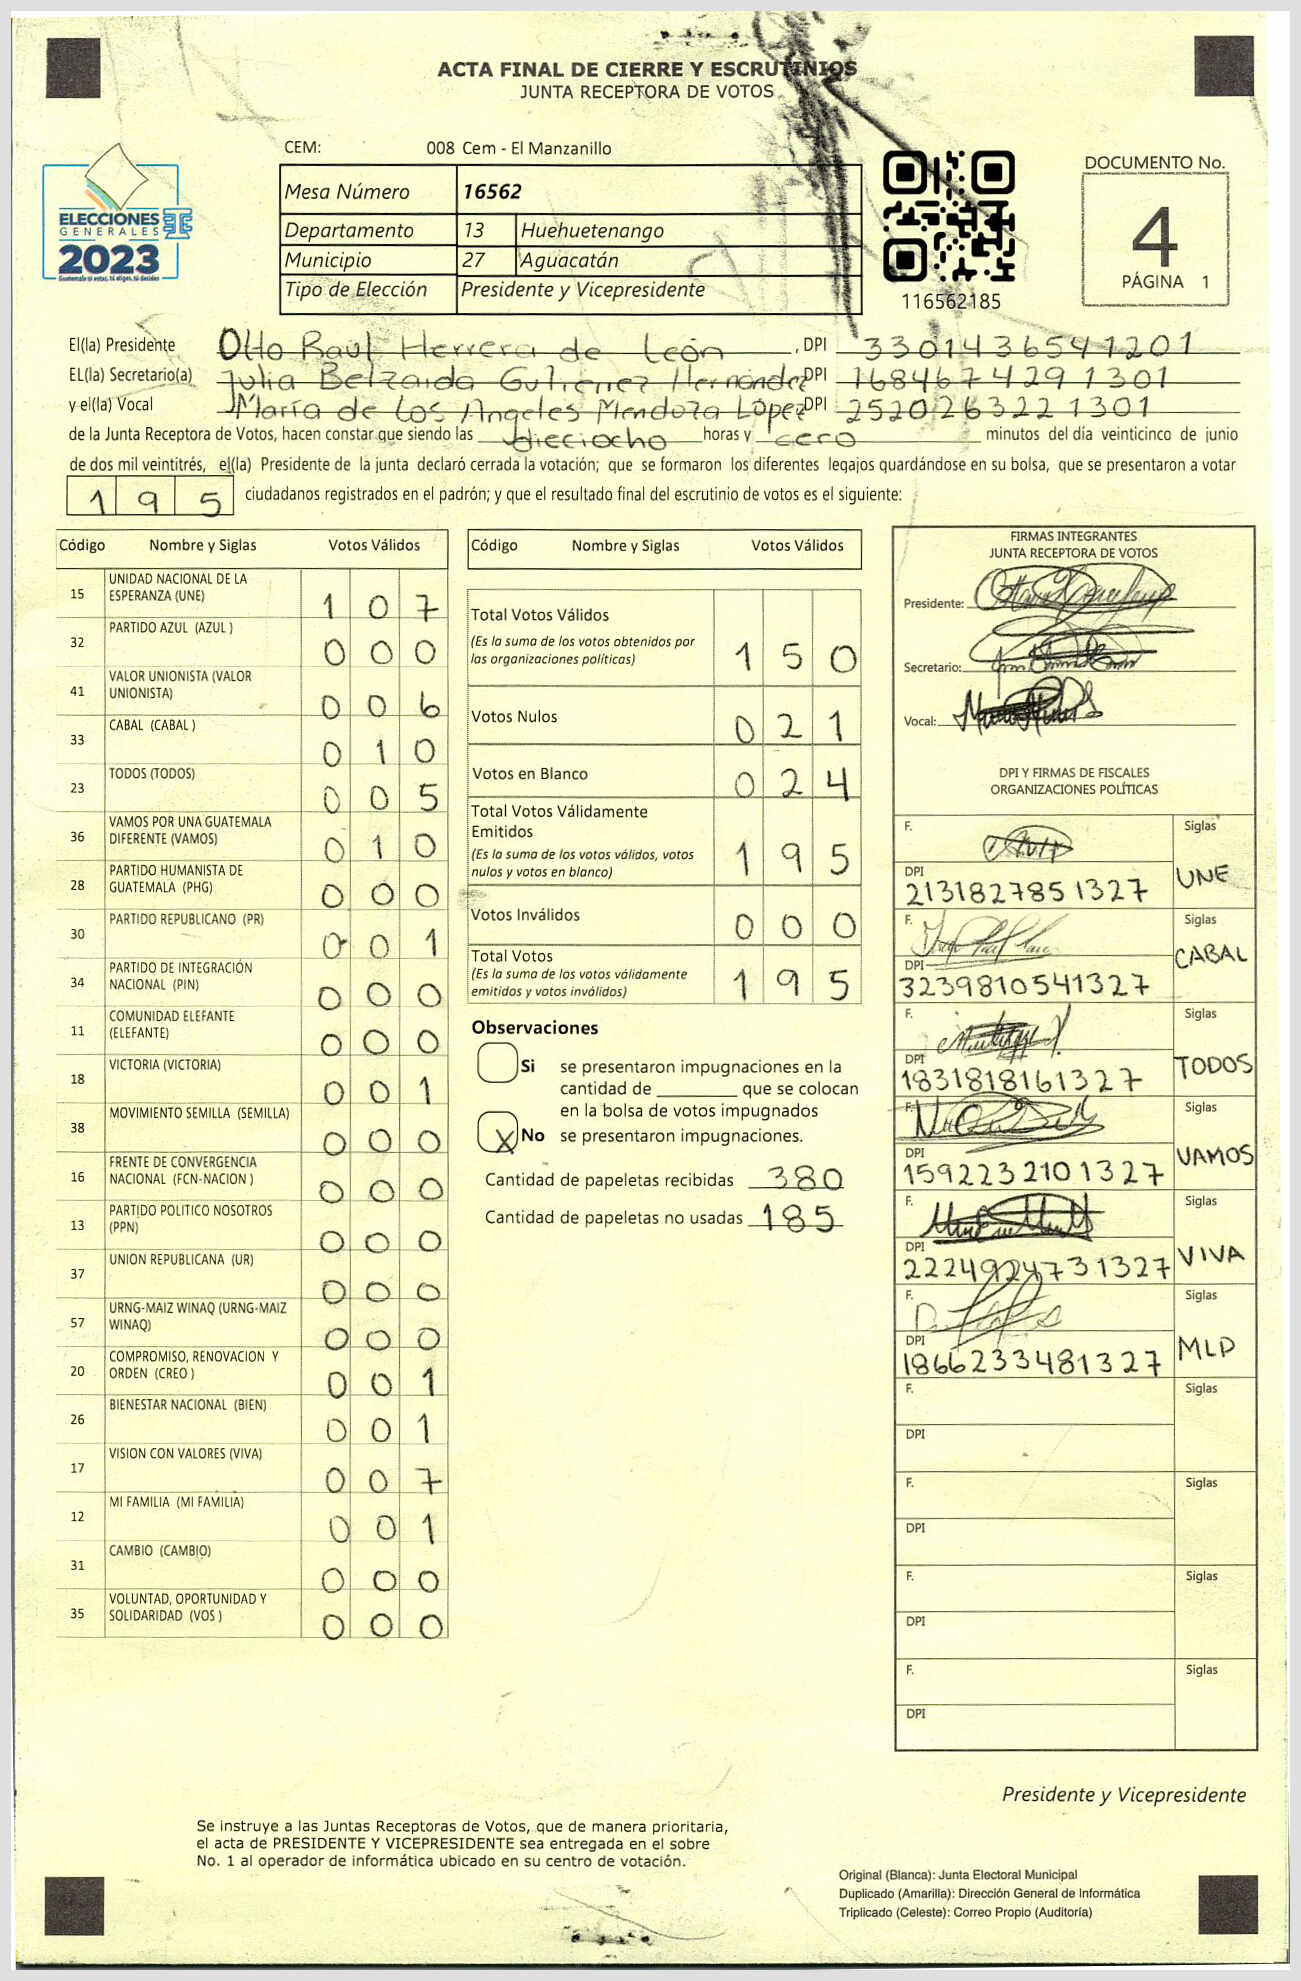 ACTA FINAL DE CIERRE Y ESCRUTINIOS
JUNTA RECEPTORA DE VOTOS
CEM: 008 Cem - El Manzanillo
Mesa Número 16562
Departamento 13 Huehuetenango
Municipio 27 Aguacatán
Tipo de Elección Presidente y Vicepresidente
ELECCIONES
GENERALES
2023
Guatemala tú votas, tú eliges, tú decides
116562185
DOCUMENTO No.
4
PÁGINA 1
El(la) Presidente Otto Raúl Herrera de León, DPI 3301436541201
EL(la) Secretario(a) Julia Belzaida Gutierrez Hernández DPI 1684674291301
y el(la) Vocal María de Los Angeles Mendoza López DPI 2520263221301
de la Junta Receptora de Votos, hacen constar que siendo las dieciocho horas y cero minutos del día veinticinco de junio
de dos mil veintitrés, el(la) Presidente de la junta declaró cerrada la votación; que se formaron los diferentes legajos quardándose en su bolsa, que se presentaron a votar
195 ciudadanos registrados en el padrón; y que el resultado final del escrutinio de votos es el siguiente:
Código Nombre y Siglas Votos Válidos
15 UNIDAD NACIONAL DE LA
ESPERANZA (UNE) 1 0 7
32 PARTIDO AZUL (AZUL ) 0 0 0
41 VALOR UNIONISTA (VALOR
UNIONISTA) 0 0 6
33 CABAL (CABAL ) 0 1 0
23 TODOS (TODOS) 0 0 5
36 VAMOS POR UNA GUATEMALA
DIFERENTE (VAMOS) 0 1 0
28 PARTIDO HUMANISTA DE
GUATEMALA (PHG) 0 0 0
30 PARTIDO REPUBLICANO (PR) 0 0 1
34 PARTIDO DE INTEGRACIÓN
NACIONAL (PIN) 0 0 0
11 COMUNIDAD ELEFANTE
(ELEFANTE) 0 0 0
18 VICTORIA (VICTORIA) 0 0 1
38 MOVIMIENTO SEMILLA (SEMILLA) 0 0 0
16 FRENTE DE CONVERGENCIA
NACIONAL (FCN-NACION ) 0 0 0
13 PARTIDO POLITICO NOSOTROS
(PPN) 0 0 0
37 UNION REPUBLICANA (UR) 0 0 0
57 URNG-MAIZ WINAQ (URNG-MAIZ
WINAQ) 0 0 0
20 COMPROMISO, RENOVACION Y
ORDEN (CREO ) 0 0 1
26 BIENESTAR NACIONAL (BIEN) 0 0 1
17 VISION CON VALORES (VIVA) 0 0 7
12 MI FAMILIA (MI FAMILIA) 0 0 1
31 CAMBIO (CAMBIO) 0 0 0
35 VOLUNTAD, OPORTUNIDAD Y
SOLIDARIDAD (VOS ) 0 0 0
Código Nombre y Siglas Votos Válidos
Total Votos Válidos
(Es la suma de los votos obtenidos por
las organizaciones políticas) 1 5 0
Votos Nulos 0 2 1
Votos en Blanco 0 2 4
Total Votos Válidamente
Emitidos
(Es la suma de los votos válidos, votos
nulos y votos en blanco) 1 9 5
Votos Inválidos 0 0 0
Total Votos
(Es la suma de los votos válidamente
emitidos y votos inválidos) 1 9 5
Observaciones
Si se presentaron impugnaciones en la
cantidad de ________ que se colocan
en la bolsa de votos impugnados
X No se presentaron impugnaciones.
Cantidad de papeletas recibidas 380
Cantidad de papeletas no usadas 185
FIRMAS INTEGRANTES
JUNTA RECEPTORA DE VOTOS
Presidente:
Secretario:
Vocal:
DPI Y FIRMAS DE FISCALES
ORGANIZACIONES POLÍTICAS
F. Siglas
DPI 2131827851327 UNE
F. Siglas
DPI 3239810541327 CABAL
F. Siglas
DPI 1831818161327 TODOS
F. Siglas
DPI 1592232101327 VAMOS
F. Siglas
DPI 2224924731327 VIVA
F. Siglas
DPI 1866233481327 MLP
F. Siglas
DPI
F. Siglas
DPI
F. Siglas
DPI
F. Siglas
DPI
Presidente y Vicepresidente
Se instruye a las Juntas Receptoras de Votos, que de manera prioritaria,
el acta de PRESIDENTE Y VICEPRESIDENTE sea entregada en el sobre
No. 1 al operador de informática ubicado en su centro de votación.
Original (Blanca): Junta Electoral Municipal
Duplicado (Amarilla): Dirección General de Informática
Triplicado (Celeste): Correo Propio (Auditoría)